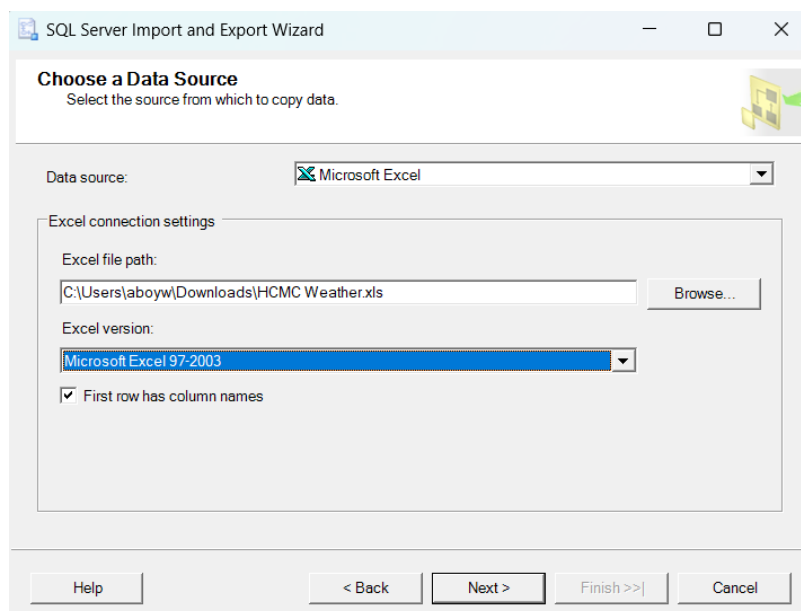 SQL Server Import and Export Wizard
Choose a Data Source
Select the source from which to copy data.
Data source:
Microsoft Excel
Excel connection settings
Excel file path:
C:\Users\aboyw\Downloads\HCMC Weather.xls
Browse...
Excel version:
Microsoft Excel 97-2003
First row has column names
Help
< Back
Next >
Finish >>|
Cancel